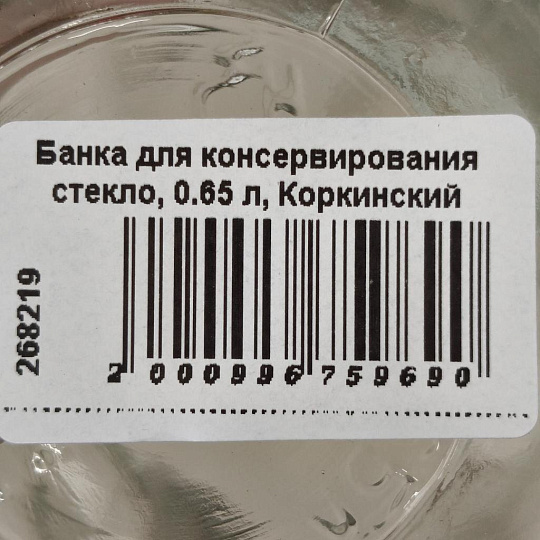 Банка для консервирования
стекло, 0.65 л, Коркинский
268219
2 000996 759690